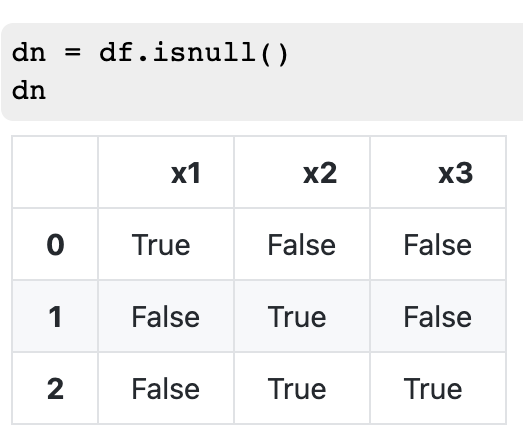 dn = df.isnull()
dn
x1 x2 x3
0 True False False
1 False True False
2 False True True